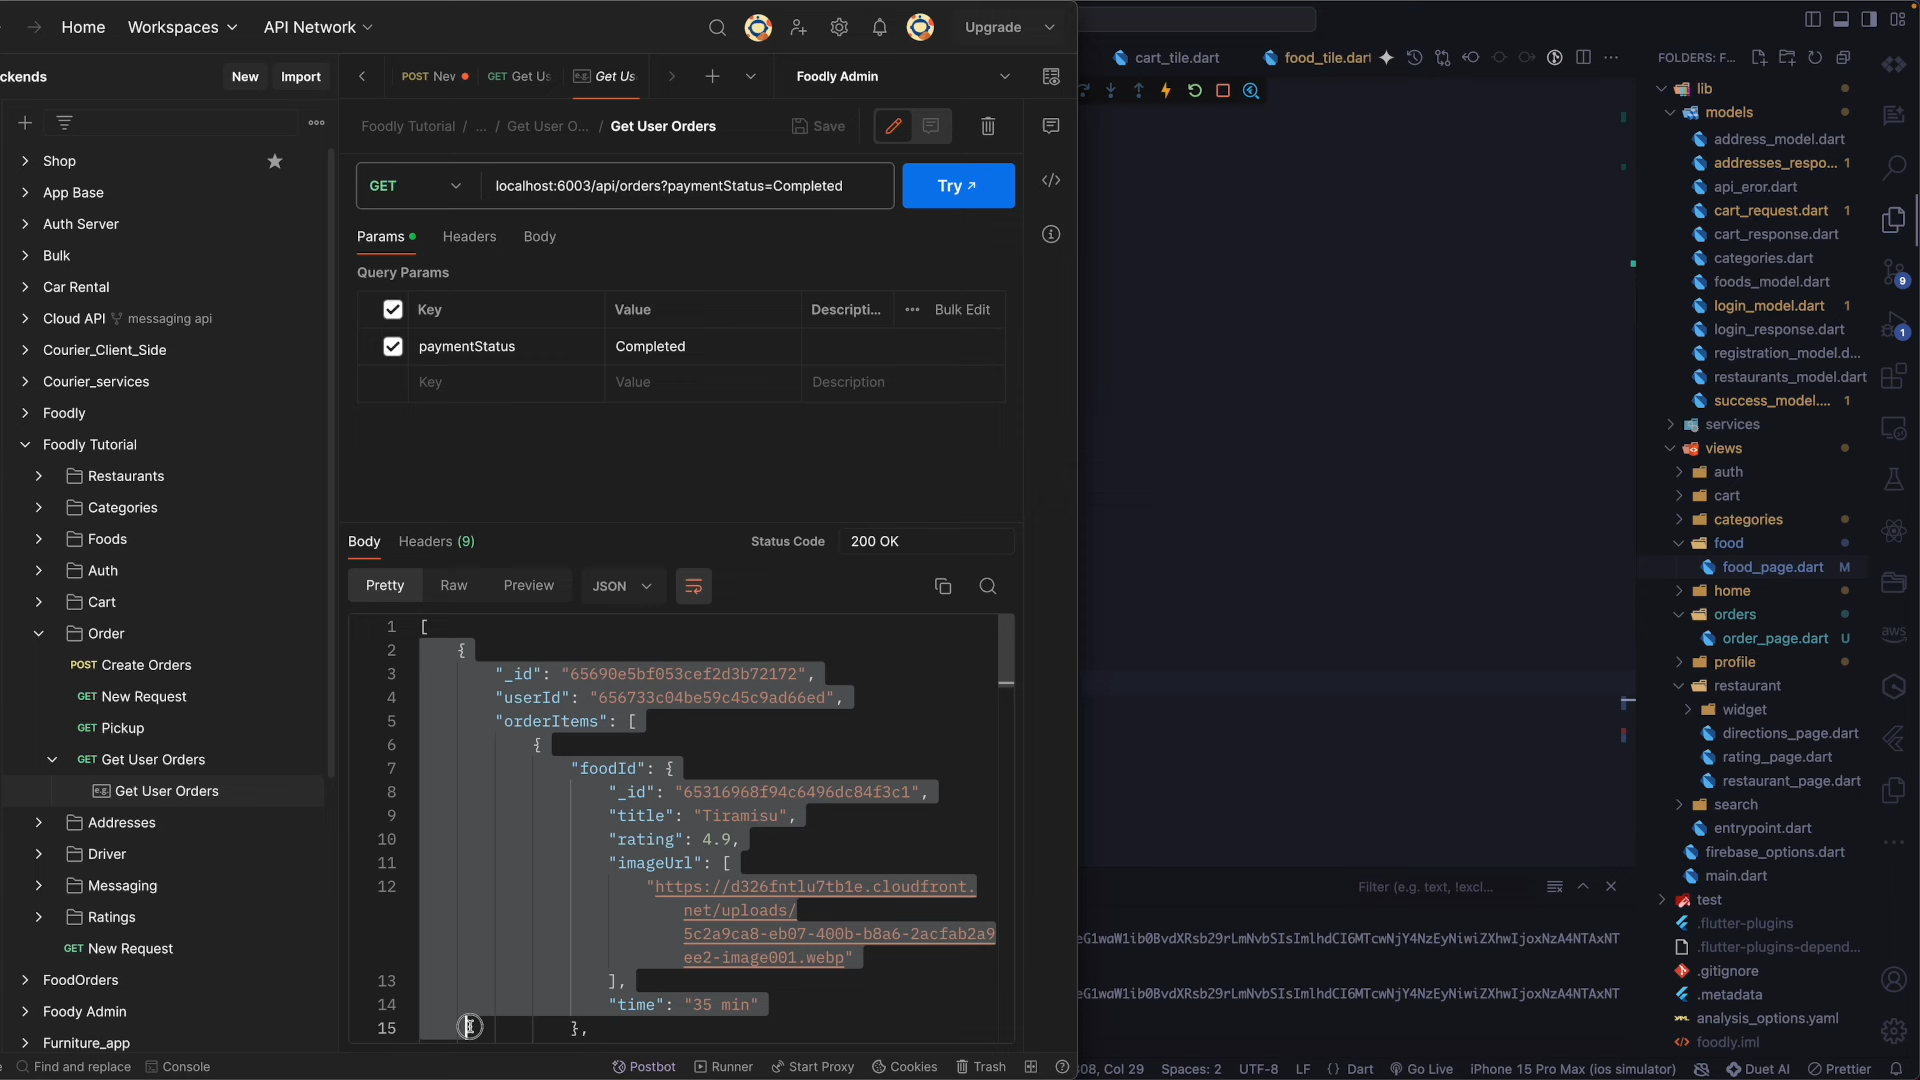 Home
Workspaces
API Network
Upgrade
ckends
New
Import
POST Nev
GET Get Us
e.g. Get Us
Foodly Admin
cart_tile.dart
food_tile.dart
FOLDERS: F...
Foodly Tutorial / ... / Get User O... / Get User Orders
Save
GET
localhost:6003/api/orders?paymentStatus=Completed
Try
Params
Headers
Body
Query Params
Key
Value
Descripti...
Bulk Edit
paymentStatus
Completed
Key
Value
Description
Shop
App Base
Auth Server
Bulk
Car Rental
Cloud API
messaging api
Courier_Client_Side
Courier_services
Foodly
Foodly Tutorial
Restaurants
Categories
Foods
Auth
Cart
Order
POST Create Orders
GET New Request
GET Pickup
GET Get User Orders
e.g. Get User Orders
Addresses
Driver
Messaging
Ratings
GET New Request
FoodOrders
Foody Admin
Furniture_app
Body
Headers (9)
Status Code
200 OK
Pretty
Raw
Preview
JSON
1 [
2 {
3 "_id": "65690e5bf053cef2d3b72172",
4 "userId": "656733c04be59c45c9ad66ed",
5 "orderItems": [
6 {
7 "foodId": {
8 "_id": "65316968f94c6496dc84f3c1",
9 "title": "Tiramisu",
10 "rating": 4.9,
11 "imageUrl": [
12 "https://d326fntlu7tb1e.cloudfront.
net/uploads/
5c2a9ca8-eb07-400b-b8a6-2acfab2a9
ee2-image001.webp"
13 ],
14 "time": "35 min"
15 },
lib
models
address_model.dart
addresses_respo... 1
api_eror.dart
cart_request.dart 1
cart_response.dart
categories.dart
foods_model.dart
login_model.dart 1
login_response.dart
registration_model.d...
restaurants_model.dart
success_model.... 1
services
views
auth
cart
categories
food
food_page.dart M
home
orders
order_page.dart U
profile
restaurant
widget
directions_page.dart
rating_page.dart
restaurant_page.dart
search
entrypoint.dart
firebase_options.dart
main.dart
test
.flutter-plugins
.flutter-plugins-depend...
.gitignore
.metadata
analysis_options.yaml
foodly.iml
9
1
aws
Filter (e.g. text, !excl...
eG1waW1ib0BvdXRsb29rLmNvbSIsImlhdCI6MTcwNjY4NzEyNiwiZXhwIjoxNzA4NTAxNT
eG1waW1ib0BvdXRsb29rLmNvbSIsImlhdCI6MTcwNjY4NzEyNiwiZXhwIjoxNzA4NTAxNT
Find and replace
Console
Postbot
Runner
Start Proxy
Cookies
Trash
308, Col 29
Spaces: 2
UTF-8
LF
{ } Dart
Go Live
iPhone 15 Pro Max (ios simulator)
Duet AI
Prettier